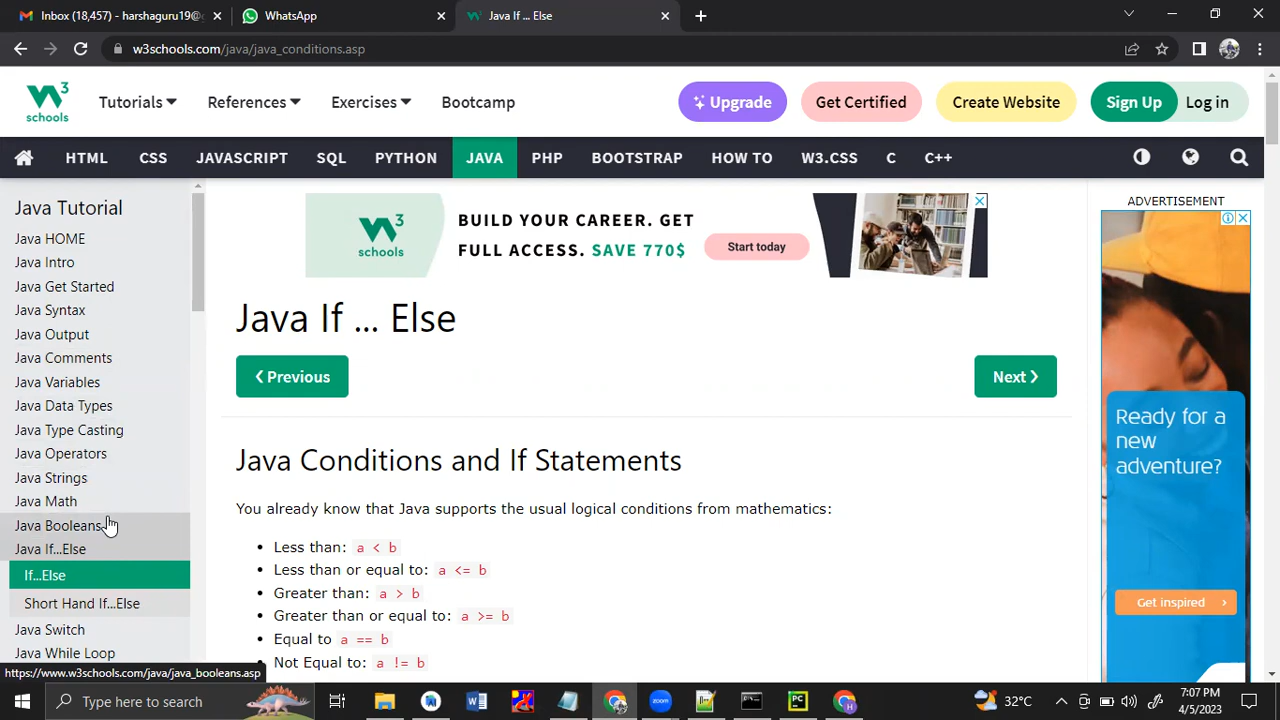 Inbox (18,457) - harshaguru19@
WhatsApp
Java If ... Else
w3schools.com/java/java_conditions.asp
3
schools
Tutorials
References
Exercises
Bootcamp
Upgrade
Get Certified
Create Website
Sign Up
Log in
HTML
CSS
JAVASCRIPT
SQL
PYTHON
JAVA
PHP
BOOTSTRAP
HOW TO
W3.CSS
C
C++
Java Tutorial
Java HOME
Java Intro
Java Get Started
Java Syntax
Java Output
Java Comments
Java Variables
Java Data Types
Java Type Casting
Java Operators
Java Strings
Java Math
Java Booleans
Java If...Else
If...Else
Short Hand If...Else
Java Switch
Java While Loop
https://www.w3schools.com/java/java_booleans.asp
3
schools
BUILD YOUR CAREER. GET
FULL ACCESS. SAVE 770$
Start today
Java If ... Else
❮ Previous
Next ❯
Java Conditions and If Statements
You already know that Java supports the usual logical conditions from mathematics:
• Less than: a < b
• Less than or equal to: a <= b
• Greater than: a > b
• Greater than or equal to: a >= b
• Equal to a == b
• Not Equal to: a != b
ADVERTISEMENT
Ready for a
new
adventure?
Get inspired
Type here to search
W
zoom
PC
H
32°C
7:07 PM
4/5/2023